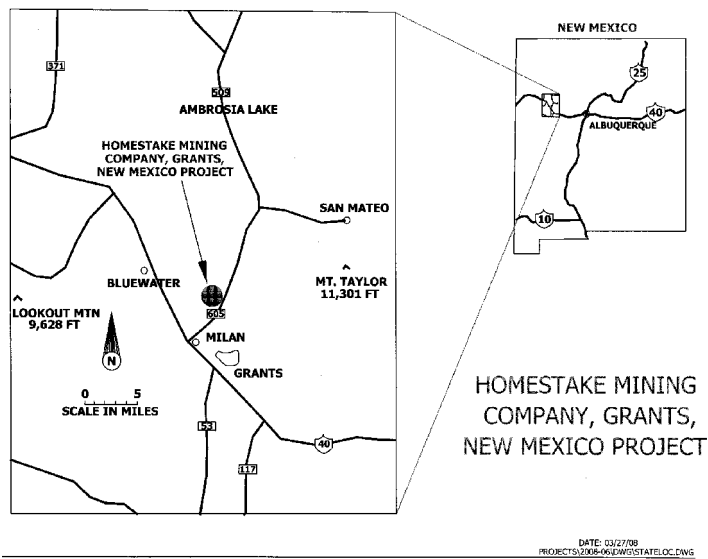 NEW MEXICO
371
25
509
AMBROSIA LAKE
40
ALBUQUERQUE
HOMESTAKE MINING
COMPANY, GRANTS,
NEW MEXICO PROJECT
SAN MATEO
10
BLUEWATER
MT. TAYLOR
11,301 FT
LOOKOUT MTN
9,628 FT
605
MILAN
N
GRANTS
0 5
SCALE IN MILES
53
40
117
HOMESTAKE MINING
COMPANY, GRANTS,
NEW MEXICO PROJECT
DATE: 03/27/08
PROJECTS\2008-06\DWG\STATELOC.DWG